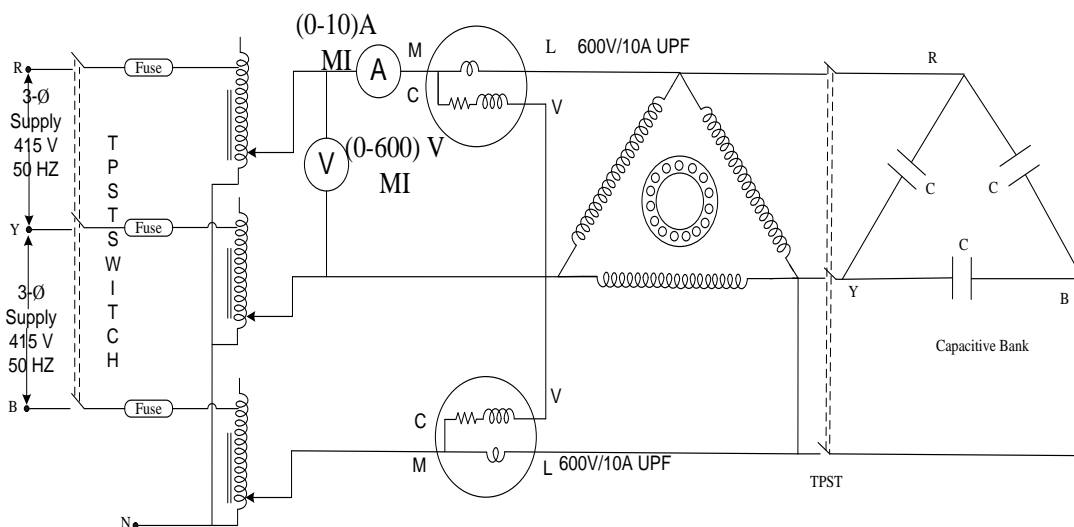 (0-10)A
MI
A
M
L
600V/10A UPF
C
V
R
3-Ø
Supply
415 V
50 HZ
Fuse
TPSTSWITCH
V
(0-600) V
MI
Y
Fuse
3-Ø
Supply
415 V
50 HZ
B
Fuse
N
C
V
M
L
600V/10A UPF
R
C
C
C
Y
B
Capacitive Bank
TPST